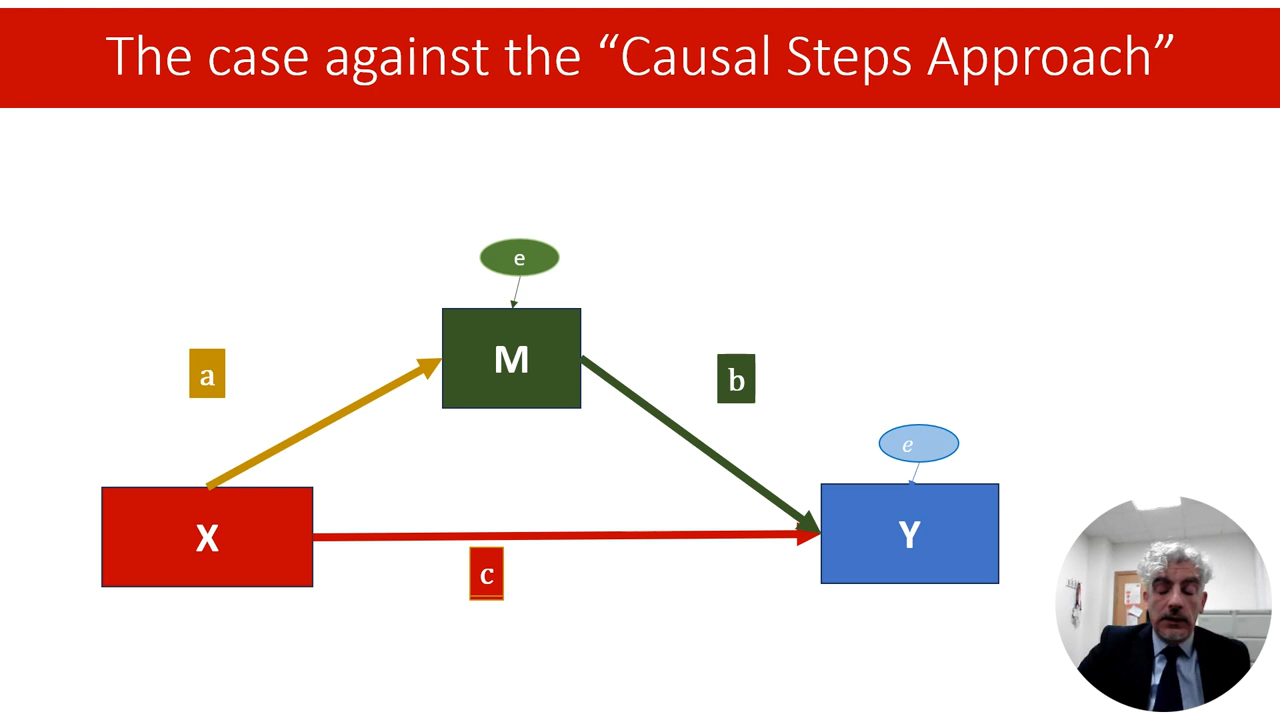 The case against the “Causal Steps Approach”
e
M
a
b
e
X
Y
c